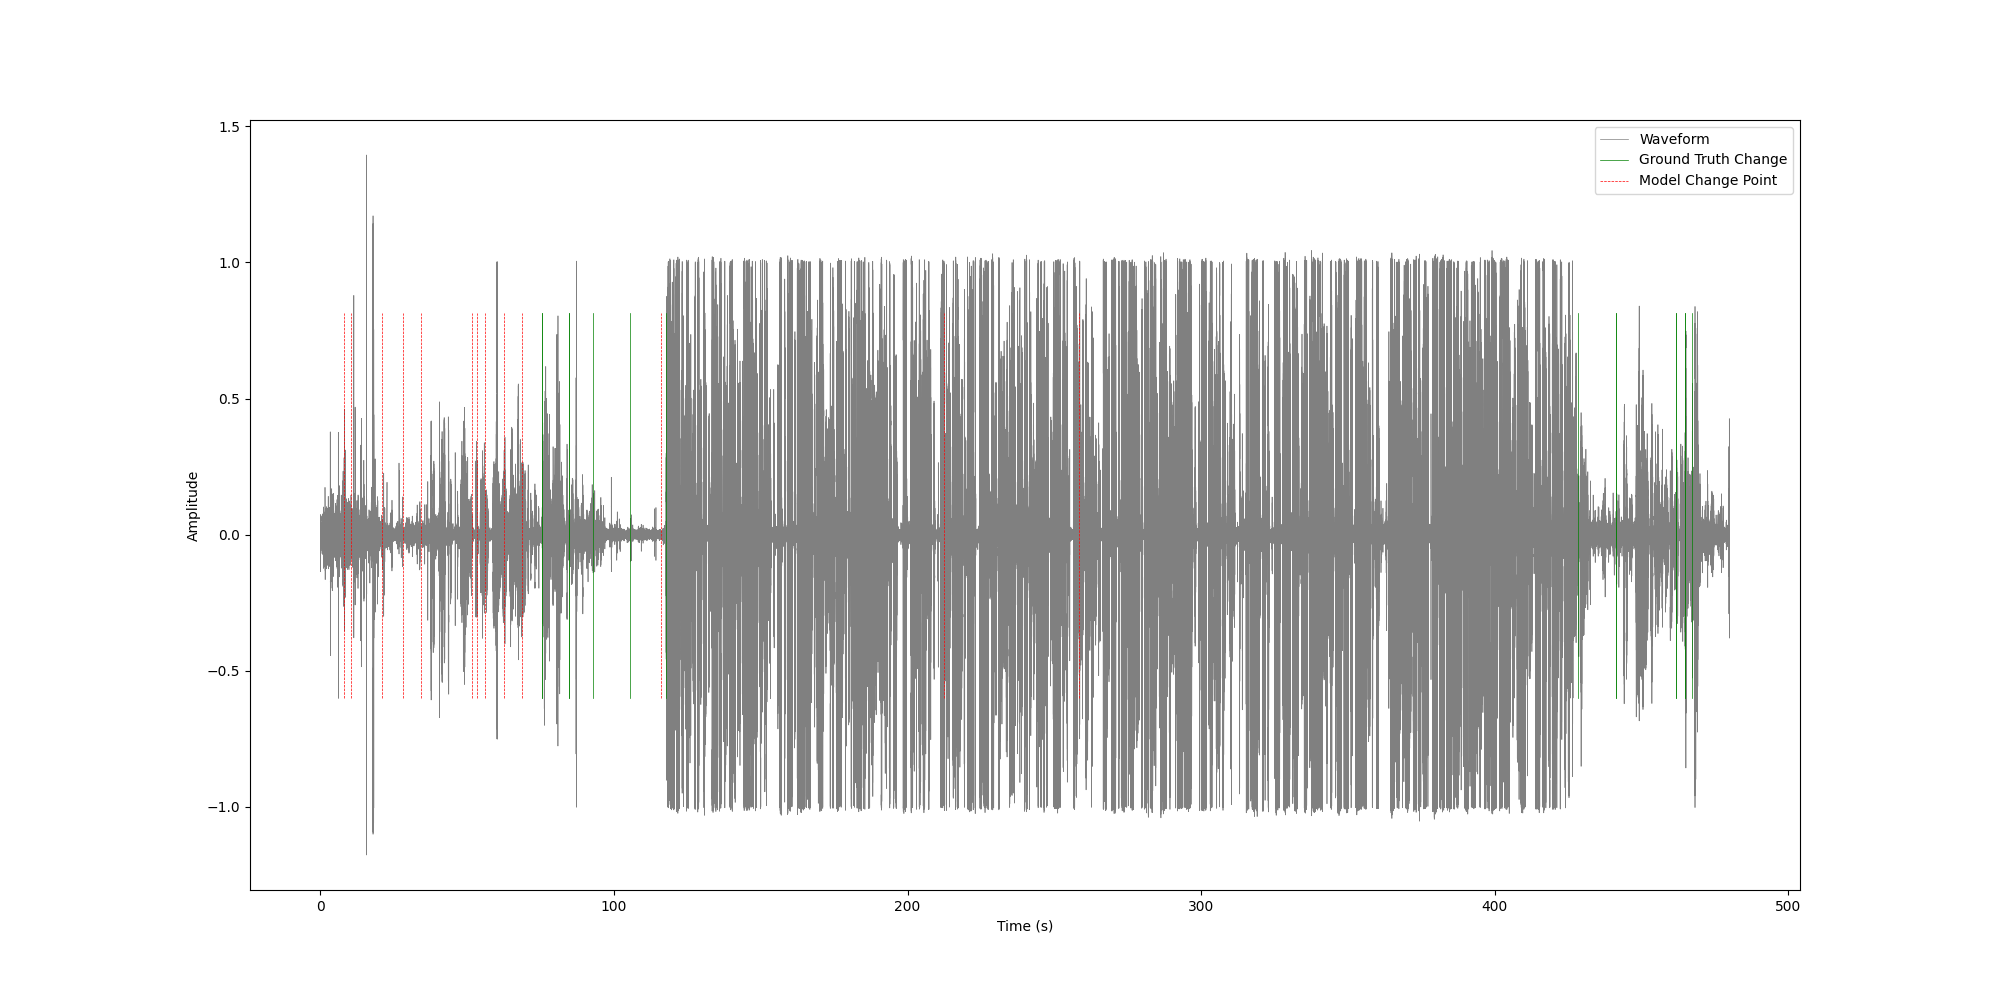 1.5
1.0
0.5
0.0
−0.5
−1.0
Amplitude
Waveform
Ground Truth Change
Model Change Point
0 100 200 300 400 500
Time (s)